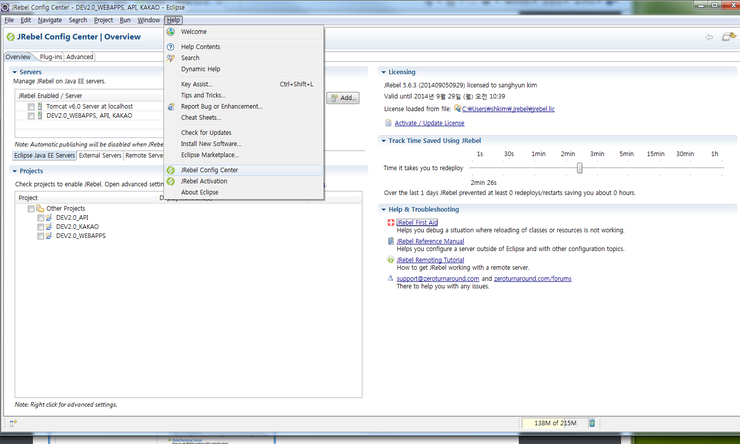 JRebel Config Center - DEV2.0_WEBAPPS, API, KAKAO - Eclipse
File Edit Navigate Search Project Run Window Help
JRebel Config Center | Overview
Overview Plug-ins Advanced
Welcome
Help Contents
Search
Dynamic Help
Key Assist... Ctrl+Shift+L
Tips and Tricks...
Report Bug or Enhancement...
Cheat Sheets...
Check for Updates
Install New Software...
Eclipse Marketplace...
JRebel Config Center
JRebel Activation
About Eclipse
Servers
Manage JRebel on Java EE servers.
JRebel Enabled / Server
Tomcat v6.0 Server at localhost
DEV2.0_WEBAPPS, API, KAKAO
Add...
Note: Automatic publishing will be disabled when JRebel
Eclipse Java EE Servers External Servers Remote Serve
Projects
Check projects to enable JRebel. Open advanced settin
Project
Other Projects
DEV2.0_API
DEV2.0_KAKAO
DEV2.0_WEBAPPS
Note: Right click for advanced settings.
Licensing
JRebel 5.6.3 (201409050929) licensed to sanghyun kim
Valid until 2014년 9월 29일 (월) 오전 10:39
License loaded from file: C:\Users\shkim\.jrebel\jrebel.lic
Activate / Update License
Track Time Saved Using JRebel
1s 30s 1min 2min 3min 5min 10min 15min 30min 1h
Time it takes you to redeploy
2min 26s
Over the last 1 days JRebel prevented at least 0 redeploys/restarts saving you about 0 hours.
Help & Troubleshooting
JRebel First Aid
Helps you debug a situation where reloading of classes or resources is not working.
JRebel Reference Manual
Helps you configure a server outside of Eclipse and with other configuration topics.
JRebel Remoting Tutorial
How to get JRebel working with a remote server.
support@zeroturnaround.com and zeroturnaround.com/forums
There to help you with any issues.
138M of 215M